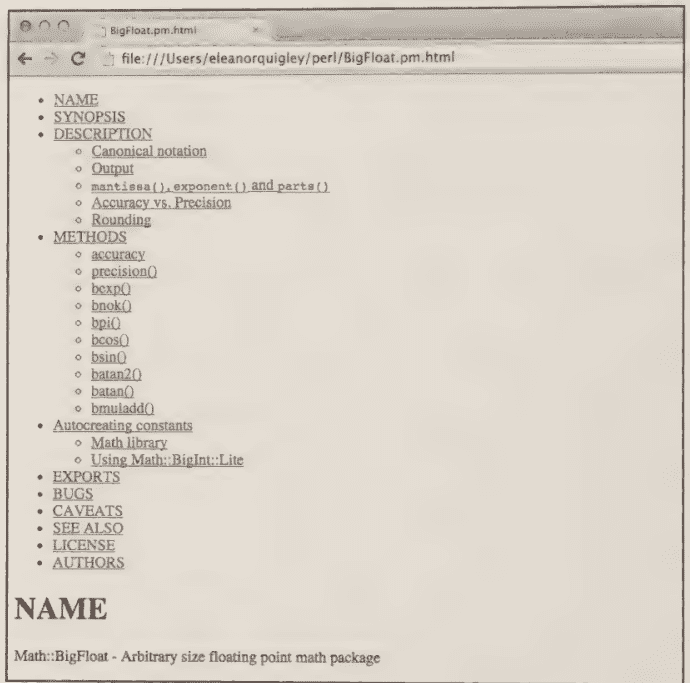 BigFloat.pm.html
file:///Users/eleanorquigley/perl/BigFloat.pm.html
NAME
SYNOPSIS
DESCRIPTION
Canonical notation
Output
mantissa(), exponent() and parts()
Accuracy vs. Precision
Rounding
METHODS
accuracy
precision()
bexp()
bnok()
bpi()
bcos()
bsin()
batan2()
batan()
bmuladd()
Autocreating constants
Math library
Using Math::BigInt::Lite
EXPORTS
BUGS
CAVEATS
SEE ALSO
LICENSE
AUTHORS
NAME
Math::BigFloat - Arbitrary size floating point math package